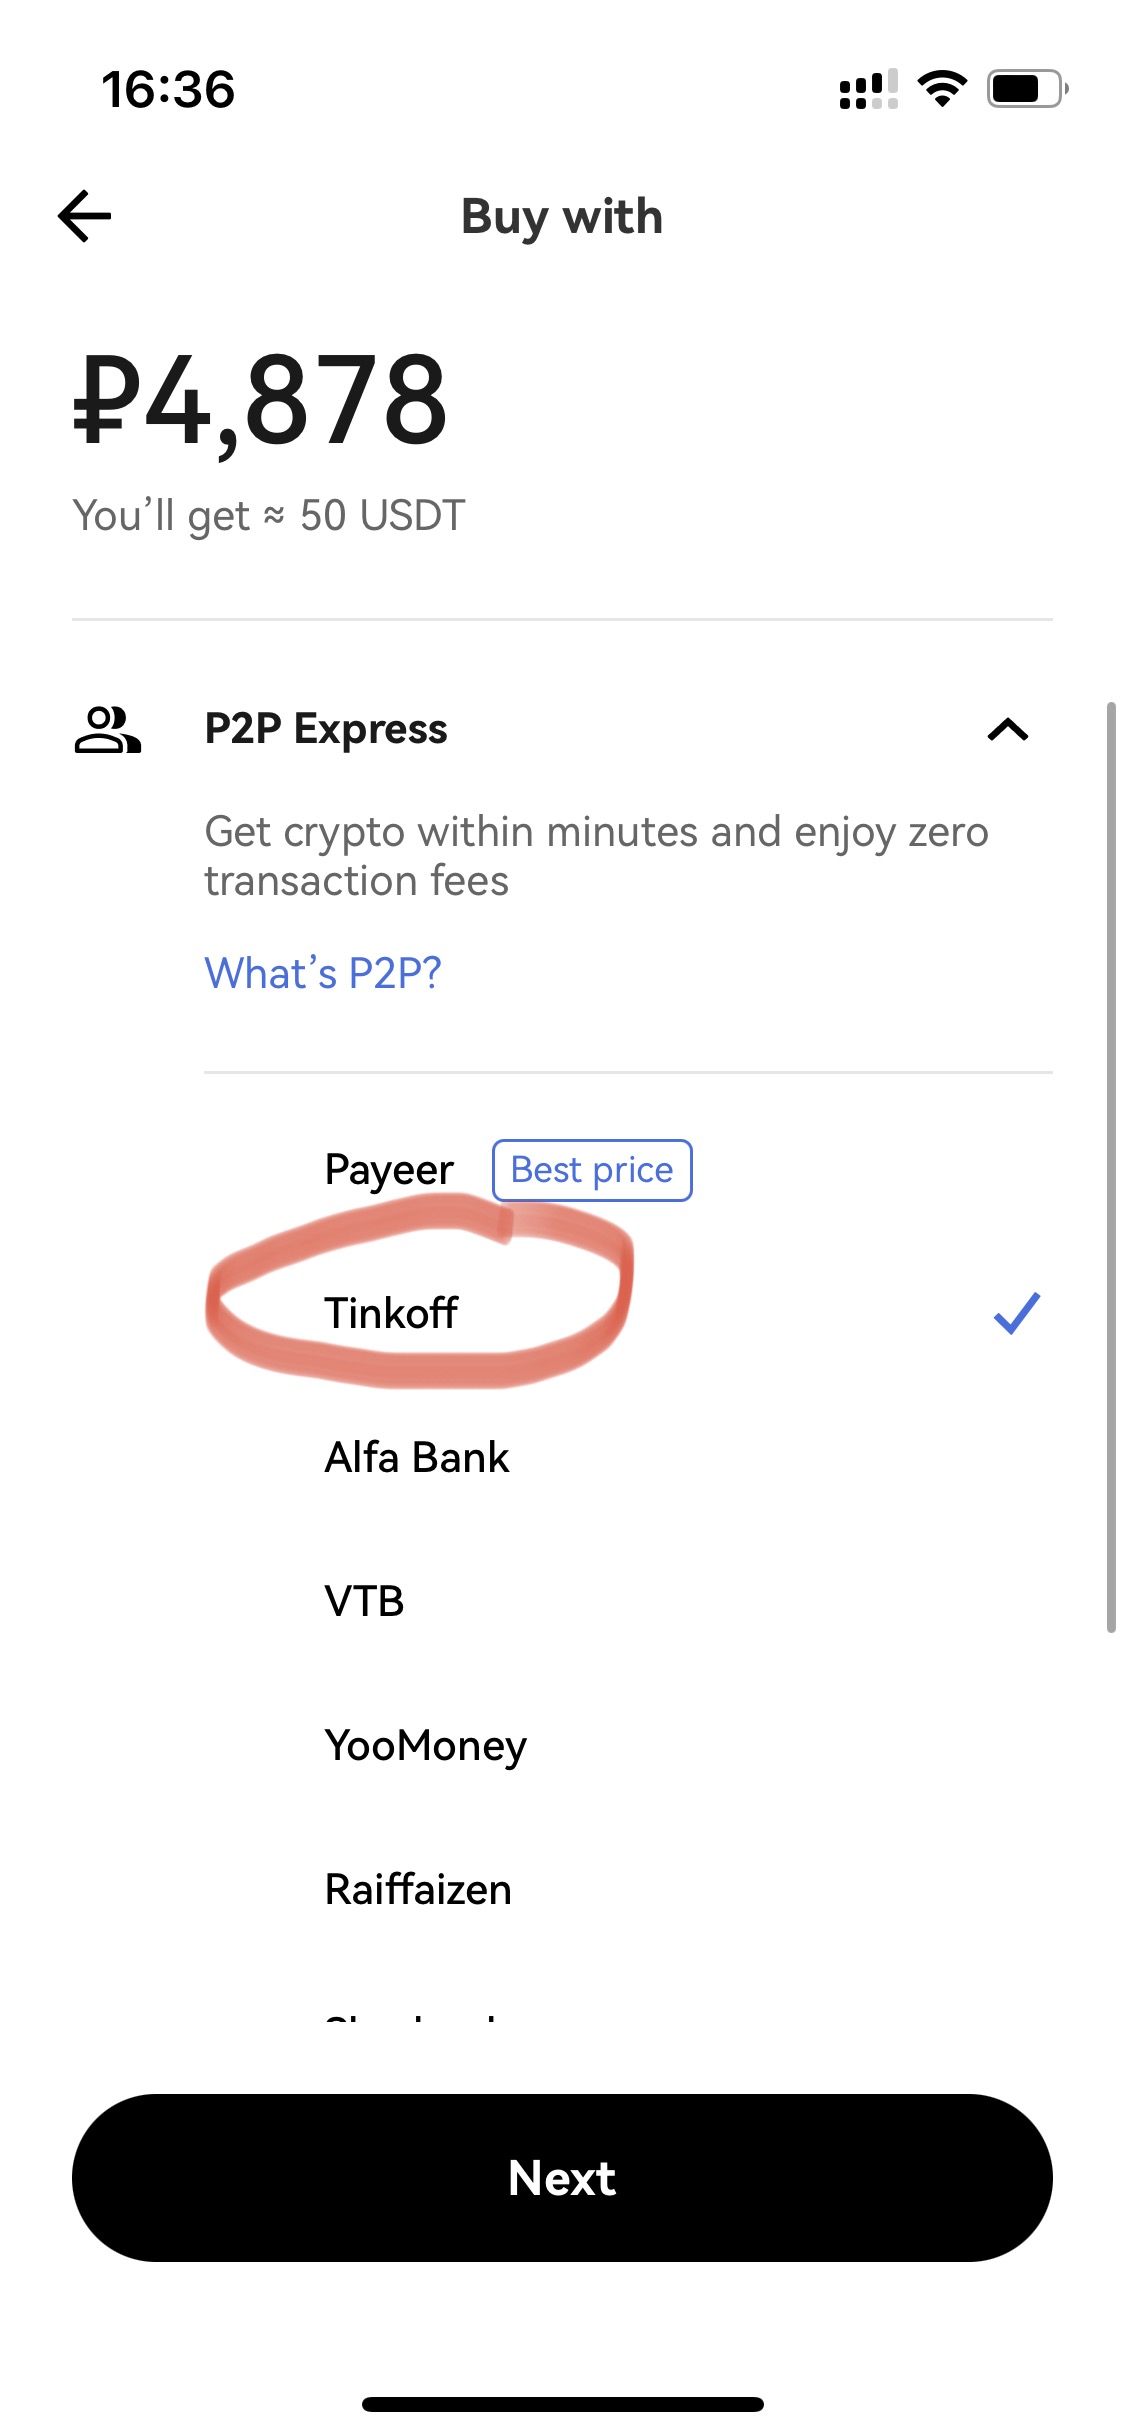 16:36
Buy with
₽4,878
You’ll get ≈ 50 USDT
P2P Express
Get crypto within minutes and enjoy zero
transaction fees
What’s P2P?
Payeer Best price
Tinkoff
Alfa Bank
VTB
YooMoney
Raiffaizen
Next